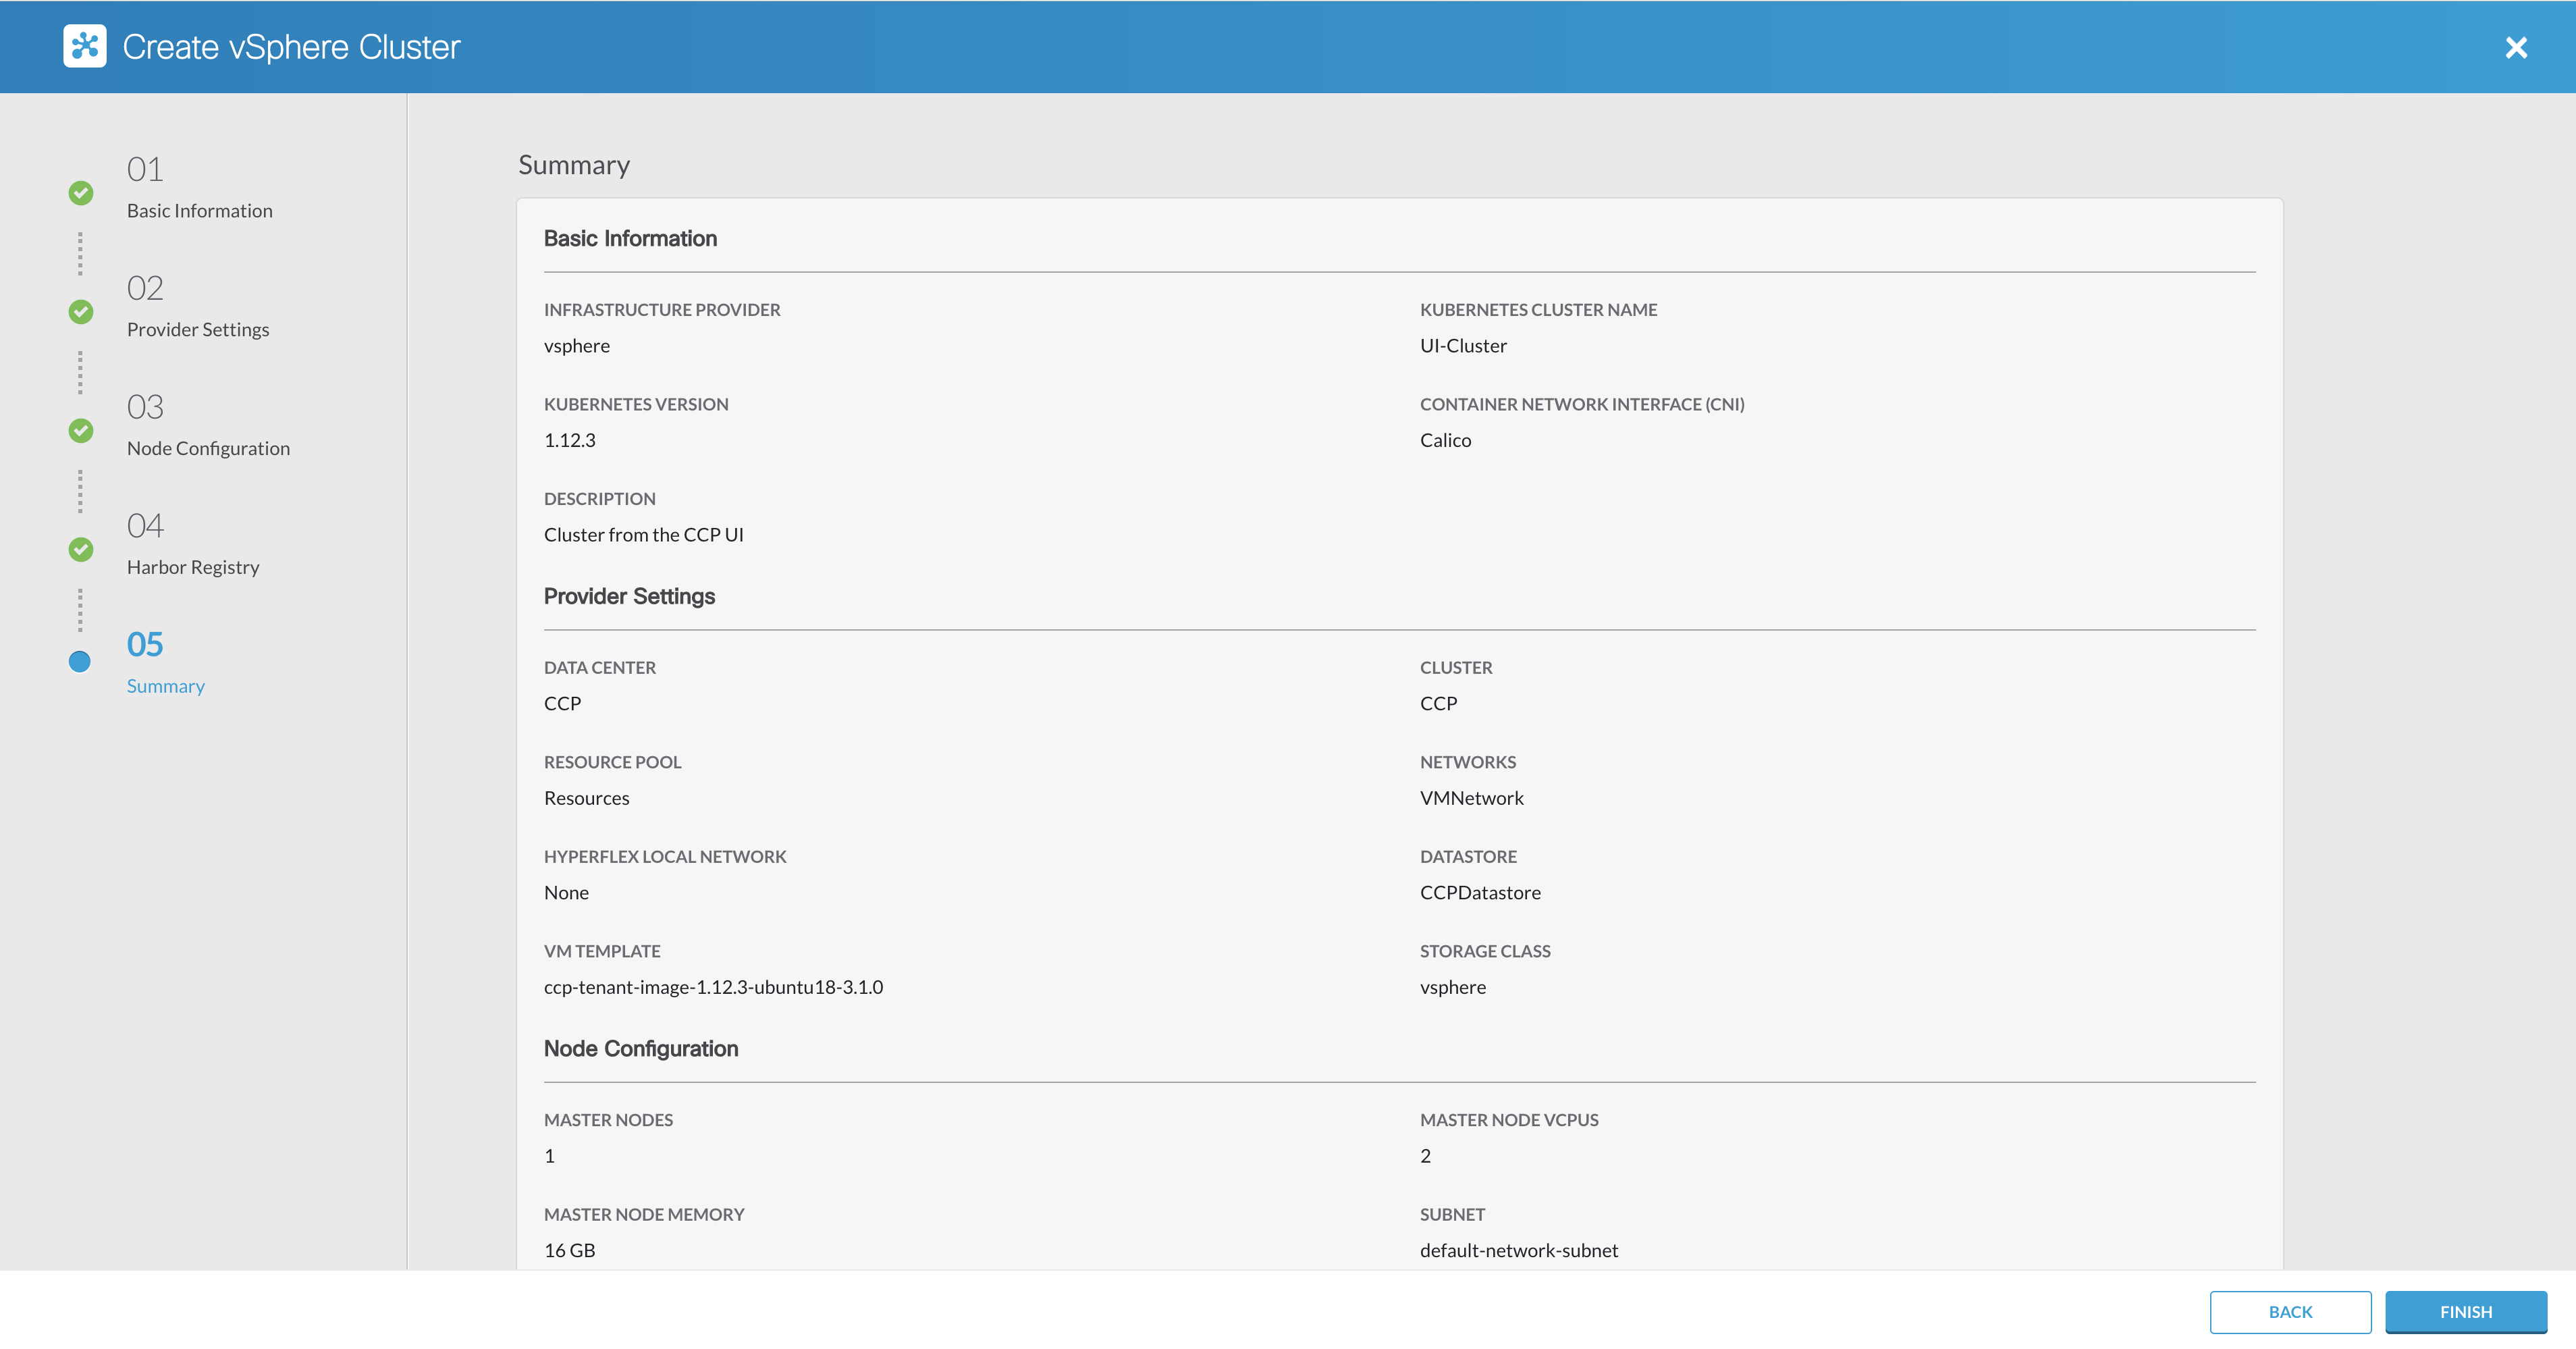 Create vSphere Cluster
01
Basic Information
02
Provider Settings
03
Node Configuration
04
Harbor Registry
05
Summary
Summary
Basic Information
INFRASTRUCTURE PROVIDER
vsphere
KUBERNETES CLUSTER NAME
UI-Cluster
KUBERNETES VERSION
1.12.3
CONTAINER NETWORK INTERFACE (CNI)
Calico
DESCRIPTION
Cluster from the CCP UI
Provider Settings
DATA CENTER
CCP
CLUSTER
CCP
RESOURCE POOL
Resources
NETWORKS
VMNetwork
HYPERFLEX LOCAL NETWORK
None
DATASTORE
CCPDatastore
VM TEMPLATE
ccp-tenant-image-1.12.3-ubuntu18-3.1.0
STORAGE CLASS
vsphere
Node Configuration
MASTER NODES
1
MASTER NODE VCPUS
2
MASTER NODE MEMORY
16 GB
SUBNET
default-network-subnet
BACK
FINISH